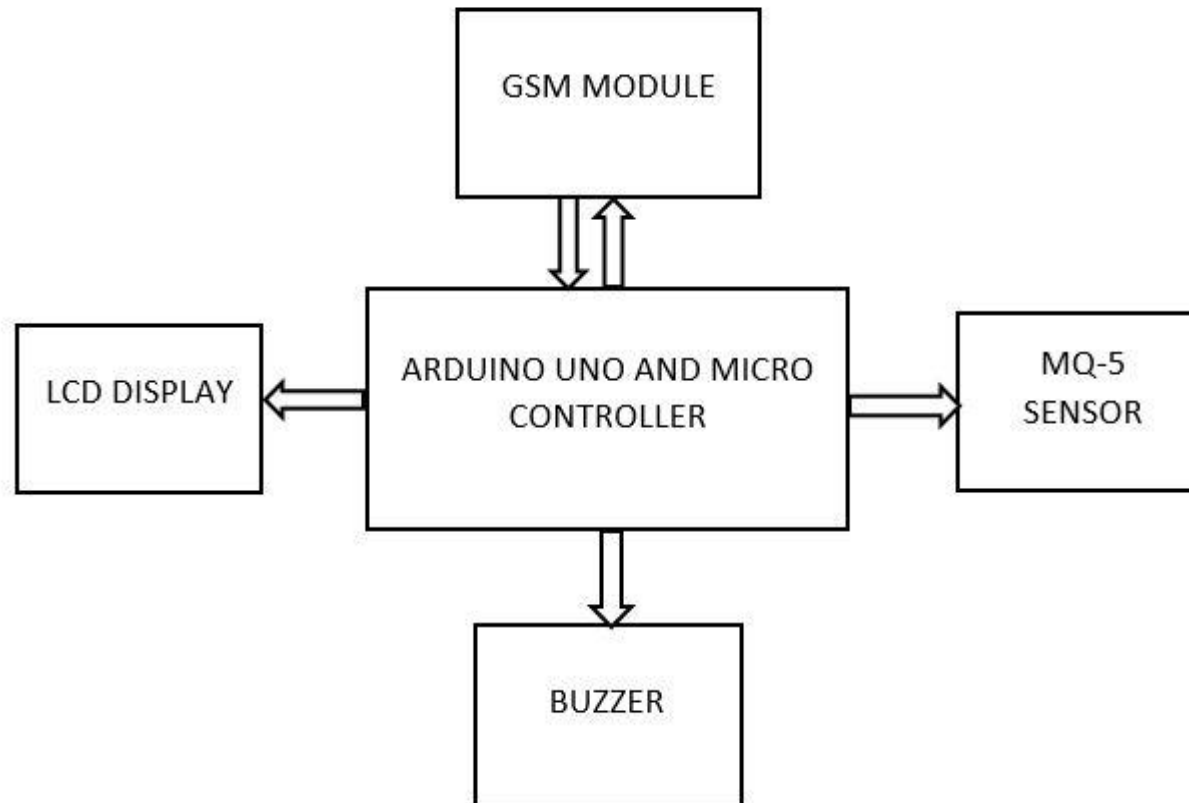 GSM MODULE
LCD DISPLAY
ARDUINO UNO AND MICRO
CONTROLLER
MQ-5
SENSOR
BUZZER